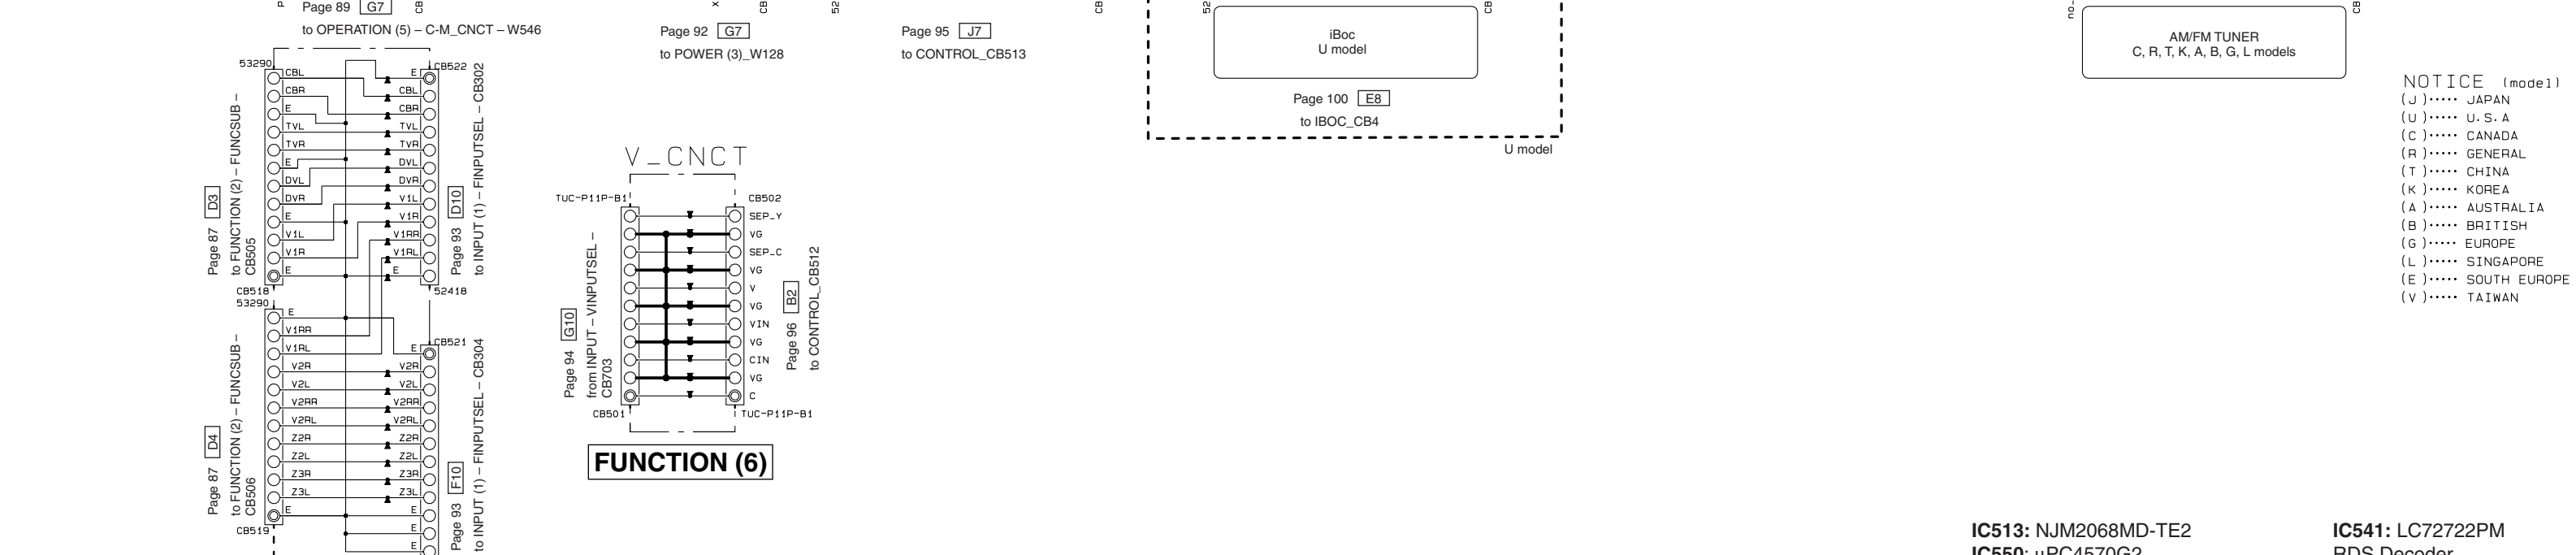 Page 89 G7
to OPERATION (5) – C-M_CNCT – W546
Page 92 G7
to POWER (3)_W128
Page 95 J7
to CONTROL_CB513
iBoc
U model
Page 100 E8
to IBOC_CB4
U model
AM/FM TUNER
C, R, T, K, A, B, G, L models
NOTICE (model)
(J)····· JAPAN
(U)····· U.S.A
(C)····· CANADA
(R)····· GENERAL
(T)····· CHINA
(K)····· KOREA
(A)····· AUSTRALIA
(B)····· BRITISH
(G)····· EUROPE
(L)····· SINGAPORE
(E)····· SOUTH EUROPE
(V)····· TAIWAN
53290
CB522
CBL E
CBR CBL
E CBR
TVL TVL
TVR TVR
E DVL
DVL DVR
DVR V1L
E V1R
V1L V1RR
V1R V1RL
E E
CB518
52418
Page 87 D3
to FUNCTION (2) – FUNCSUB –
CB505
Page 93 D10
to INPUT (1) – FINPUTSEL – CB302
53290
E
V1RR
V1RL
CB521
E
V2R V2R
V2L V2L
V2RR V2RR
V2RL V2RL
Z2R Z2R
Z2L Z2L
Z3R Z3R
Z3L Z3L
E E
E
E
CB519
Page 87 D4
to FUNCTION (2) – FUNCSUB –
CB506
Page 93 F10
to INPUT (1) – FINPUTSEL – CB304
V_CNCT
TUC-P11P-B1
CB502
SEP_Y
VG
SEP_C
VG
V
VG
VIN
VG
CIN
VG
C
CB501
TUC-P11P-B1
Page 94 G10
from INPUT – VINPUTSEL –
CB703
Page 96 B2
to CONTROL_CB512
FUNCTION (6)
IC513: NJM2068MD-TE2
IC550: µPC4570G2
IC541: LC72722PM
RDS Decoder